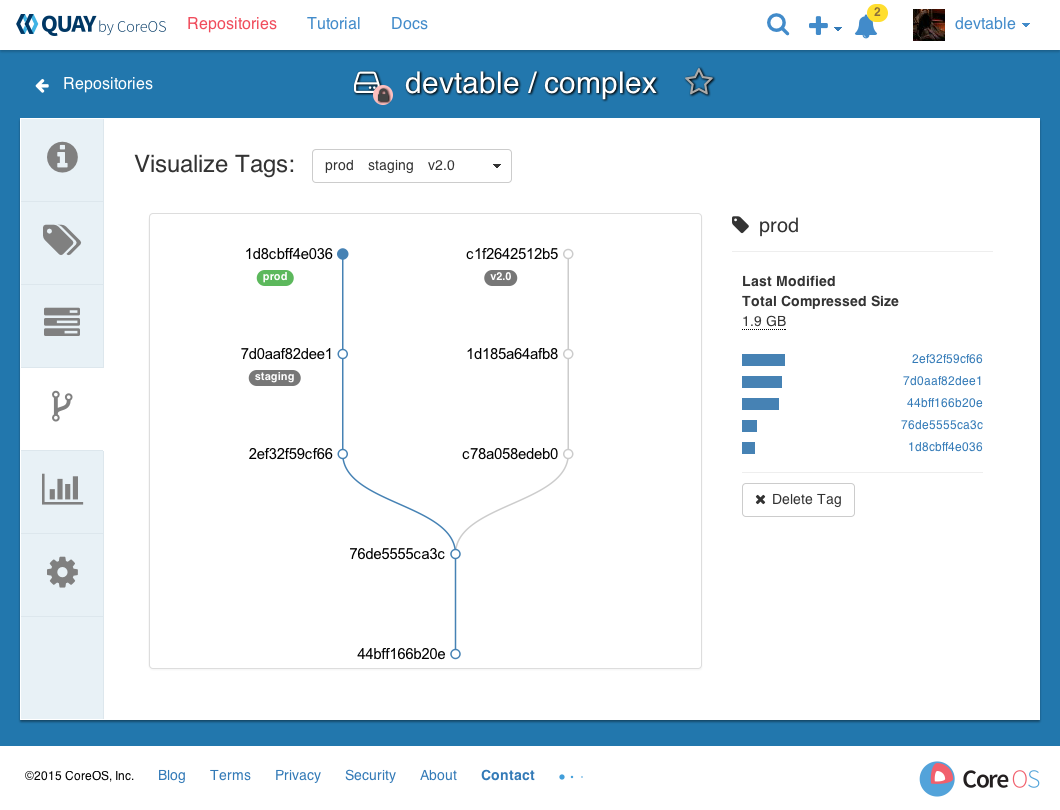 QUAY by CoreOS Repositories Tutorial Docs 2 devtable
Repositories devtable / complex
Visualize Tags: prod staging v2.0
1d8cbff4e036 c1f2642512b5
prod v2.0
7d0aaf82dee1 1d185a64afb8
staging
2ef32f59cf66 c78a058edeb0
76de5555ca3c
44bff166b20e
prod
Last Modified
Total Compressed Size
1.9 GB
2ef32f59cf66
7d0aaf82dee1
44bff166b20e
76de5555ca3c
1d8cbff4e036
Delete Tag
©2015 CoreOS, Inc. Blog Terms Privacy Security About Contact Core OS